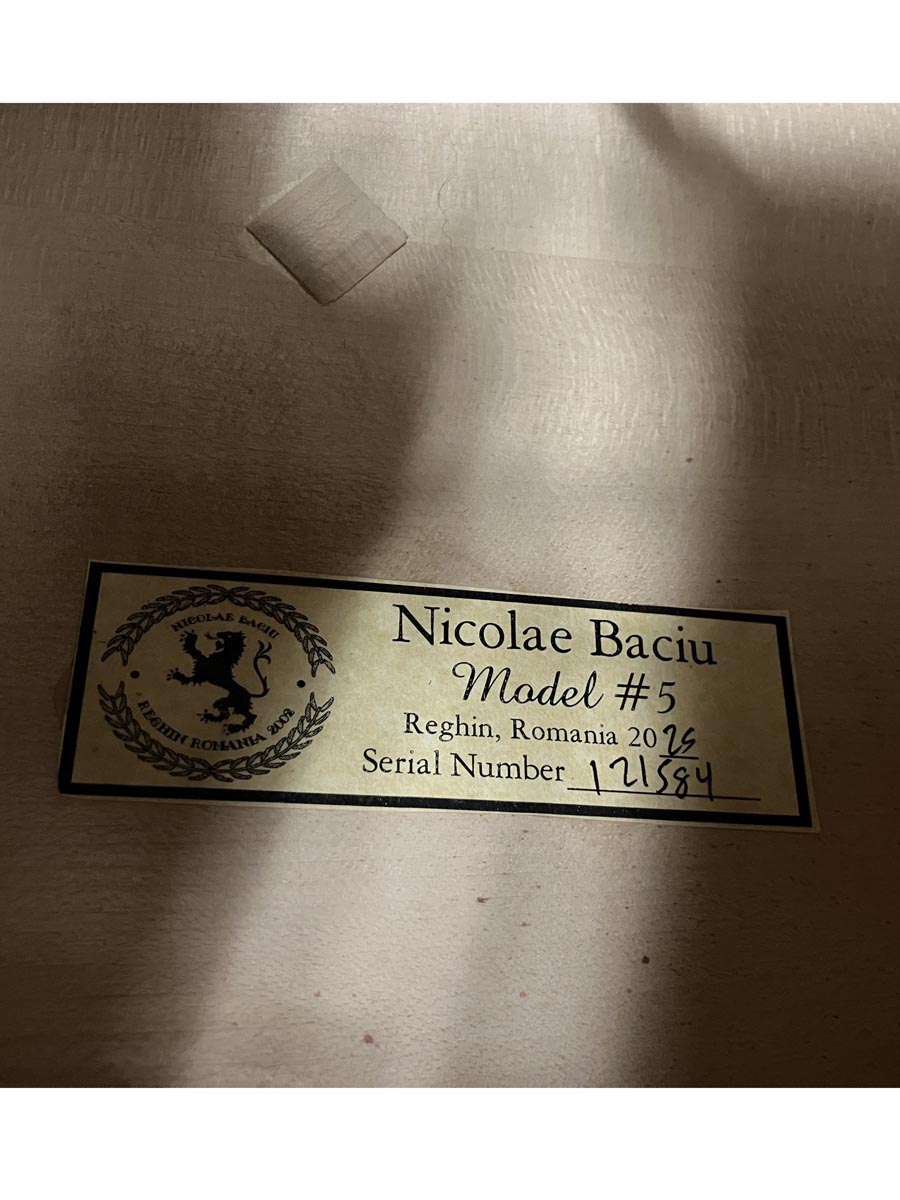 NICOLAE BACIU
REGHIN ROMANIA 2002
Nicolae Baciu
Model #5
Reghin, Romania 2025
Serial Number 121584